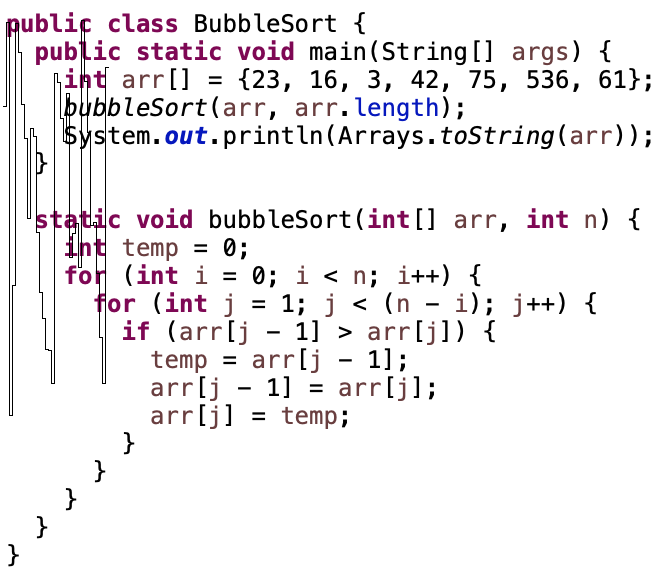 public class BubbleSort {
  public static void main(String[] args) {
    int arr[] = {23, 16, 3, 42, 75, 536, 61};
    bubbleSort(arr, arr.length);
    System.out.println(Arrays.toString(arr));
  }

  static void bubbleSort(int[] arr, int n) {
    int temp = 0;
    for (int i = 0; i < n; i++) {
      for (int j = 1; j < (n - i); j++) {
        if (arr[j - 1] > arr[j]) {
          temp = arr[j - 1];
          arr[j - 1] = arr[j];
          arr[j] = temp;
        }
      }
    }
  }
}